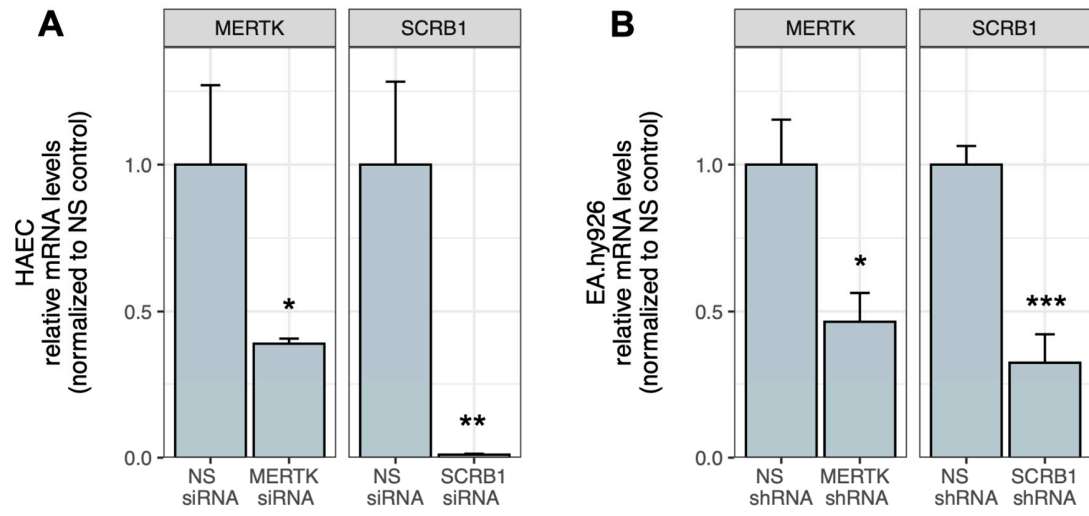 A
MERTK
SCRB1
HAEC
relative mRNA levels
(normalized to NS control)
1.0
0.5
0.0
*
**
NS
siRNA
MERTK
siRNA
NS
siRNA
SCRB1
siRNA
B
MERTK
SCRB1
EA.hy926
relative mRNA levels
(normalized to NS control)
1.0
0.5
0.0
*
***
NS
shRNA
MERTK
shRNA
NS
shRNA
SCRB1
shRNA